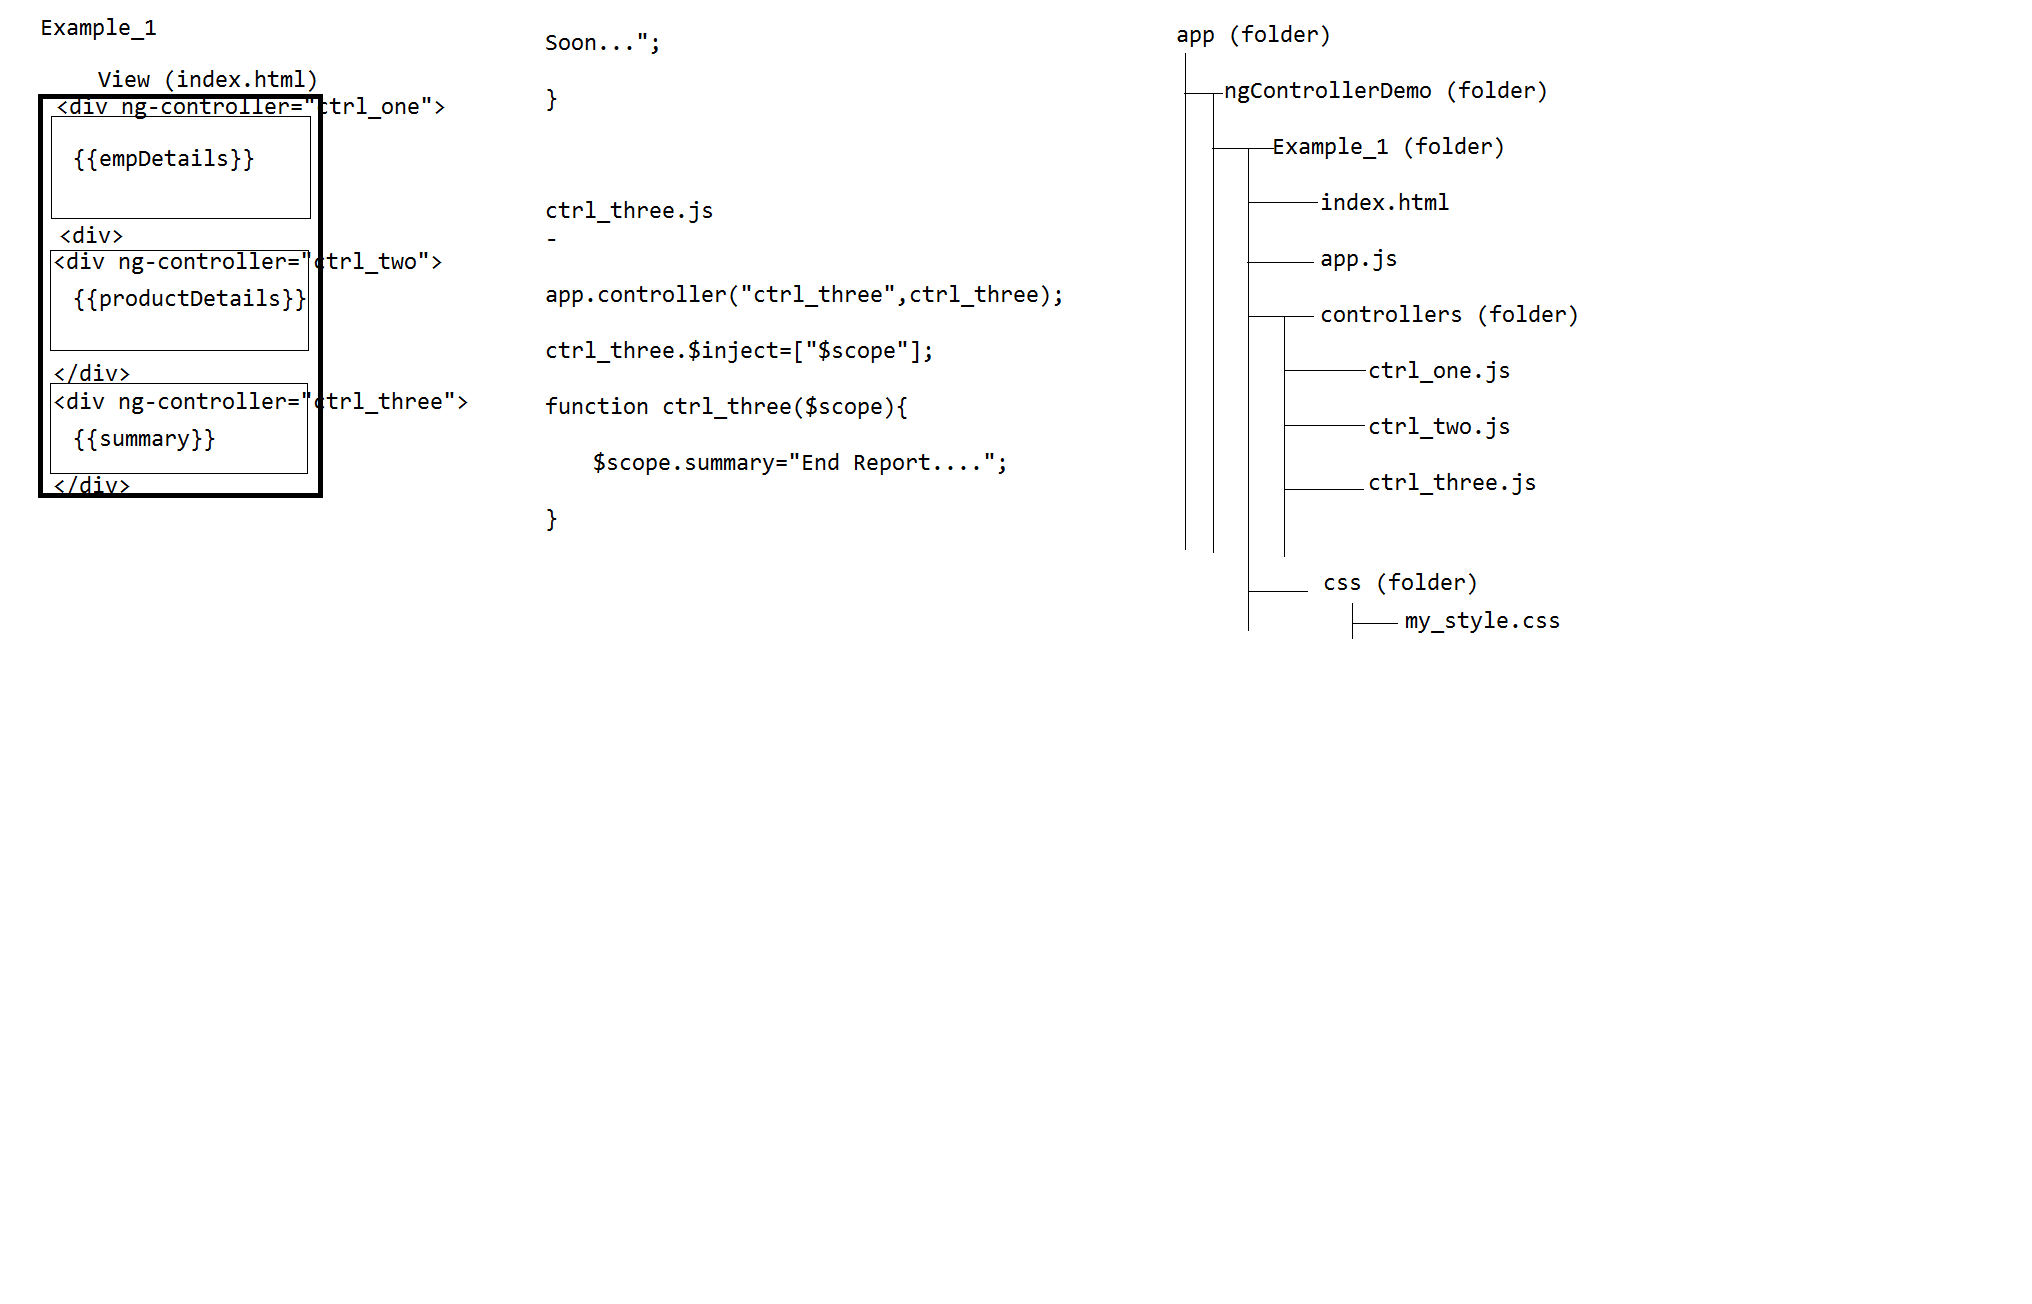 Example_1
View (index.html)
<div ng-controller="ctrl_one">
{{empDetails}}
<div>
<div ng-controller="ctrl_two">
{{productDetails}}
</div>
<div ng-controller="ctrl_three">
{{summary}}
</div>
Soon...";
}
ctrl_three.js
-
app.controller("ctrl_three",ctrl_three);
ctrl_three.$inject=["$scope"];
function ctrl_three($scope){
$scope.summary="End Report....";
}
app (folder)
ngControllerDemo (folder)
Example_1 (folder)
index.html
app.js
controllers (folder)
ctrl_one.js
ctrl_two.js
ctrl_three.js
css (folder)
my_style.css